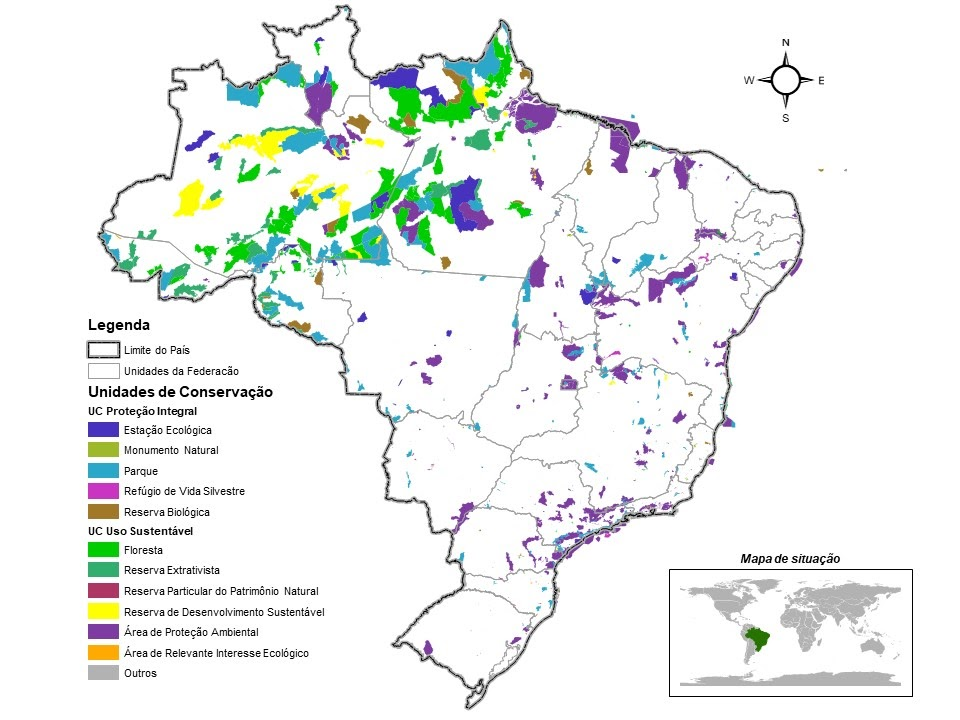 N
W
E
S
Legenda
Limite do País
Unidades da Federacão
Unidades de Conservação
UC Proteção Integral
Estação Ecológica
Monumento Natural
Parque
Refúgio de Vida Silvestre
Reserva Biológica
UC Uso Sustentável
Floresta
Reserva Extrativista
Reserva Particular do Patrimônio Natural
Reserva de Desenvolvimento Sustentável
Área de Proteção Ambiental
Área de Relevante Interesse Ecológico
Outros
Mapa de situação